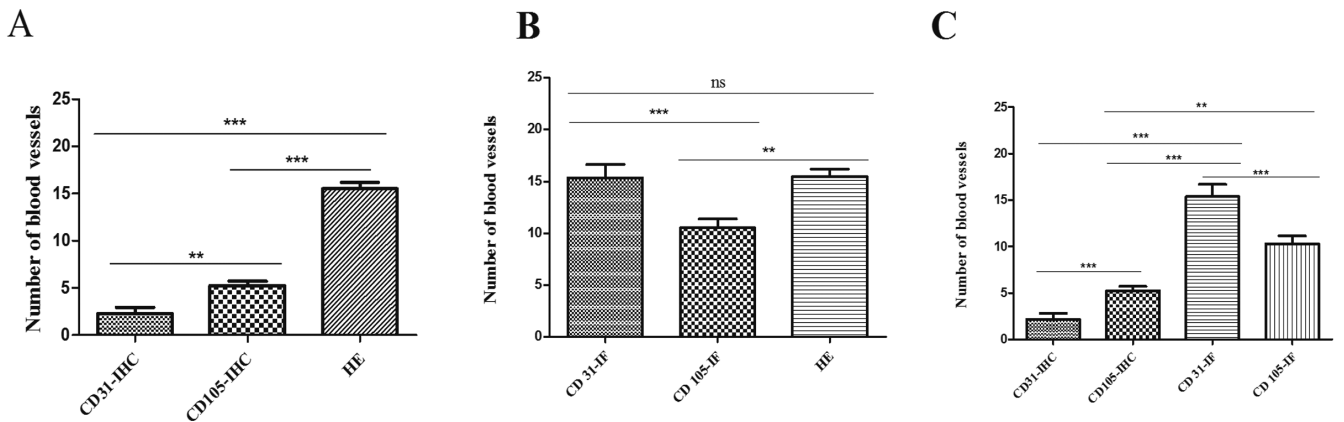 A
Number of blood vessels
25
20
15
10
5
0
***
***
**
CD31-IHC
CD105-IHC
HE
B
Number of blood vessels
25
20
15
10
5
0
ns
***
**
CD 31-IF
CD 105-IF
HE
C
Number of blood vessels
25
20
15
10
5
0
**
***
***
***
***
CD31-IHC
CD105-IHC
CD 31-IF
CD 105-IF